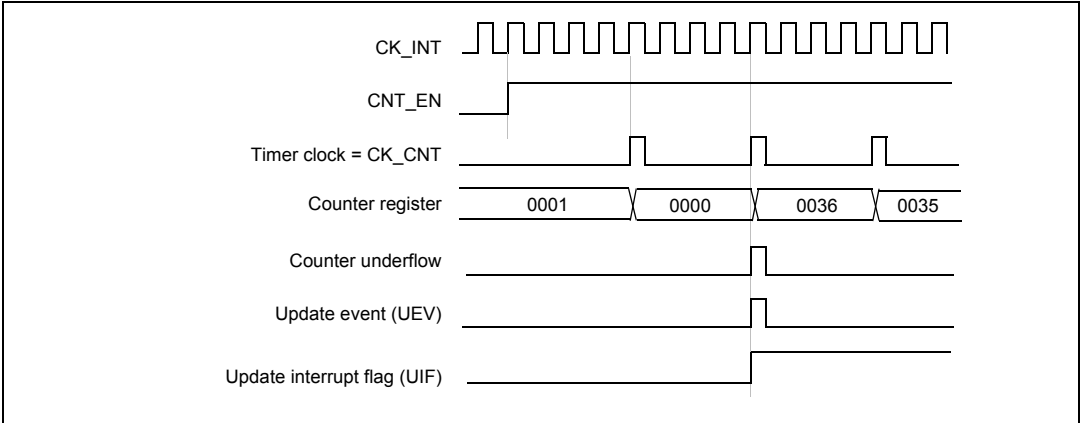 CK_INT
CNT_EN
Timer clock = CK_CNT
Counter register 0001 0000 0036 0035
Counter underflow
Update event (UEV)
Update interrupt flag (UIF)